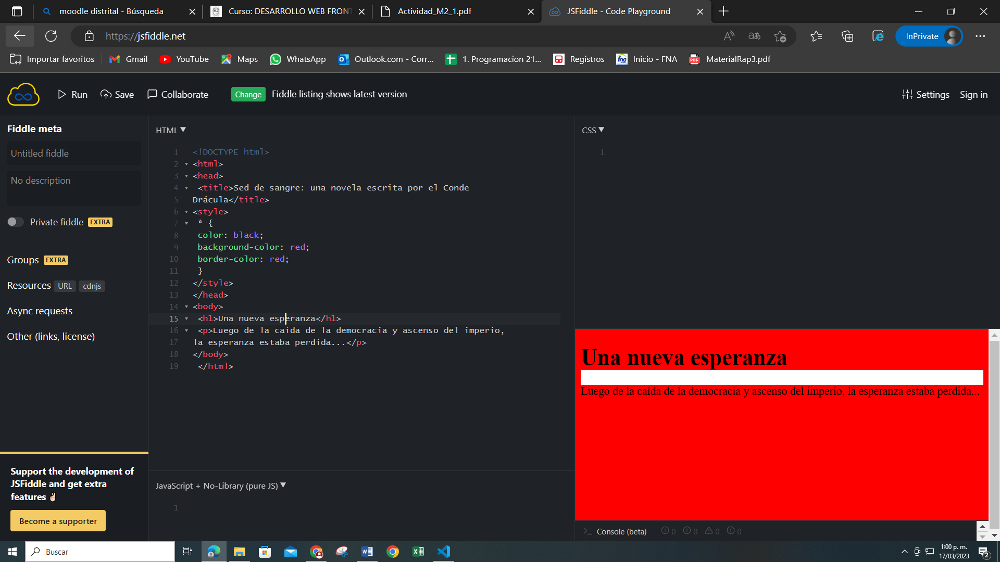 moodle distrital - Búsqueda
Curso: DESARROLLO WEB FRONT
Actividad_M2_1.pdf
JSFiddle - Code Playground
https://jsfiddle.net
A))
aあ
InPrivate
Importar favoritos
Gmail
YouTube
Maps
WhatsApp
Outlook.com - Corr...
1. Programacion 21...
Registros
fna
Inicio - FNA
PDF
MaterialRap3.pdf
Run
Save
Collaborate
Change
Fiddle listing shows latest version
Settings
Sign in
Fiddle meta
Untitled fiddle
No description
Private fiddle EXTRA
Groups EXTRA
Resources URL cdnjs
Async requests
Other (links, license)
Support the development of
JSFiddle and get extra
features
Become a supporter
HTML
1 <!DOCTYPE html>
2 <html>
3 <head>
4 <title>Sed de sangre: una novela escrita por el Conde
5 Drácula</title>
6 <style>
7 * {
8 color: black;
9 background-color: red;
10 border-color: red;
11 }
12 </style>
13 </head>
14 <body>
15 <h1>Una nueva esperanza</h1>
16 <p>Luego de la caída de la democracia y ascenso del imperio,
17 la esperanza estaba perdida...</p>
18 </body>
19 </html>
JavaScript + No-Library (pure JS)
1
CSS
1
Una nueva esperanza
Luego de la caída de la democracia y ascenso del imperio, la esperanza estaba perdida...
Console (beta)
0
0
0
0
Buscar
1:00 p. m.
17/03/2023
2